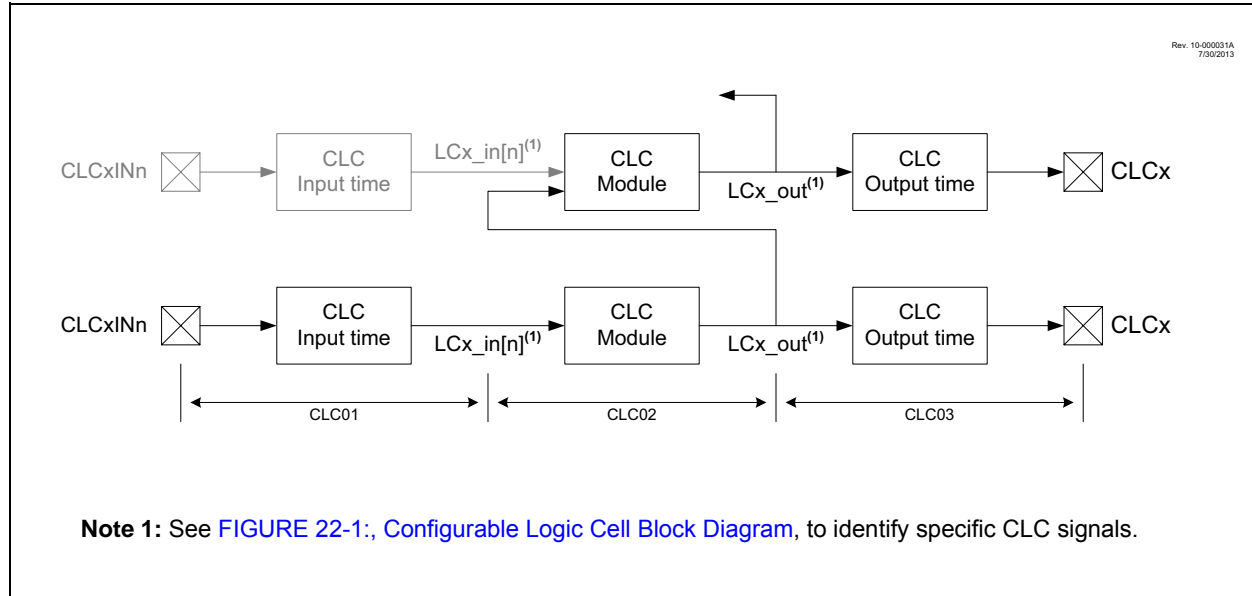 Rev. 10-000031A
7/30/2013
CLCxINn
CLC
Input time
LCx_in[n](1)
CLC
Module
LCx_out(1)
CLC
Output time
CLCx
CLCxINn
CLC
Input time
LCx_in[n](1)
CLC
Module
LCx_out(1)
CLC
Output time
CLCx
CLC01
CLC02
CLC03
Note 1: See FIGURE 22-1:, Configurable Logic Cell Block Diagram, to identify specific CLC signals.